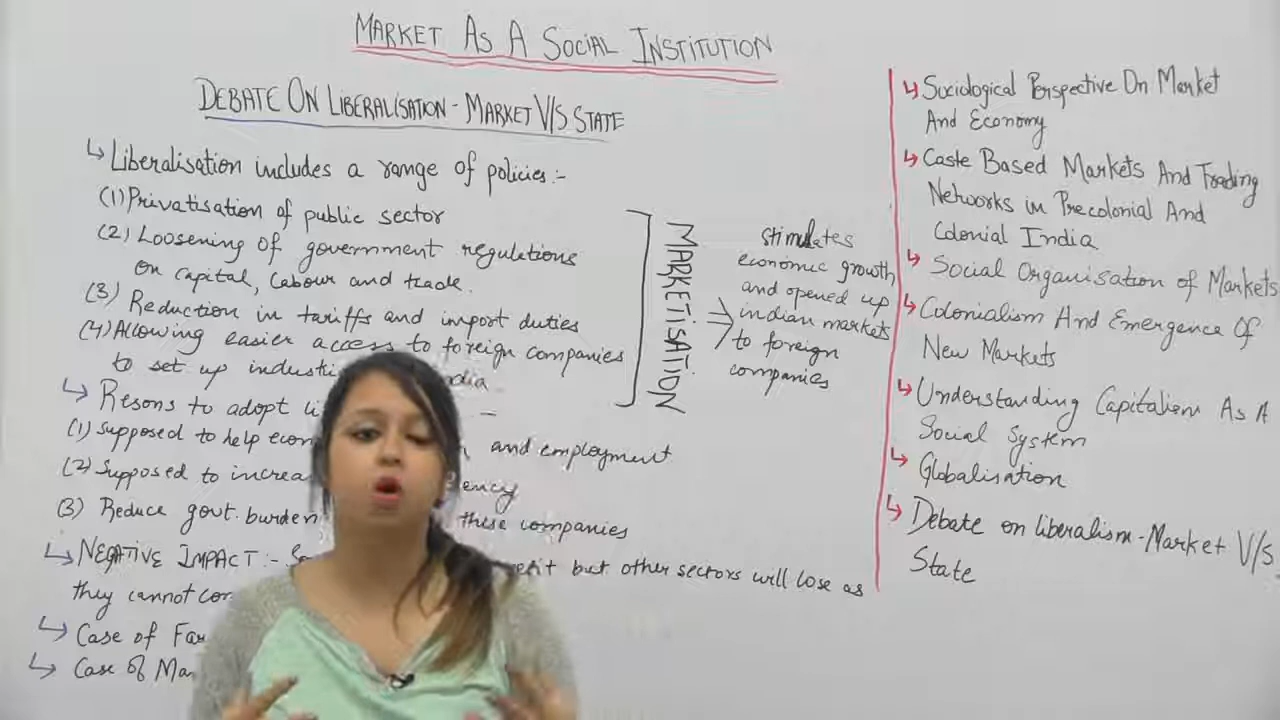 MARKET AS A SOCIAL INSTITUTION
DEBATE ON LIBERALISATION - MARKET V/S STATE
↳ Liberalisation includes a range of policies:-
(1) Privatisation of public sector
(2) Loosening of government regulations
on capital, labour and trade.
(3) Reduction in tariffs and import duties
(4) Allowing easier access to foreign companies
to set up
MARKETISATION
⇒
stimulates
economic growth
and opened up
indian markets
to foreign
companies
↳ Resons to adopt
(1) Supposed to help and employment
(2) Supposed to
(3) Reduce govt. burden these companies
↳ NEGATIVE IMPACT:- but other sectors will lose as
they cannot
↳ Case of
↳ Case of
↳ Sociological Perspective On Market
And Economy
↳ Caste Based Markets And Trading
Networks in Precolonial And
Colonial India
↳ Social Organisation of Markets
↳ Colonialism And Emergence Of
New Markets
↳ Understanding Capitalism As A
Social System
↳ Globalisation
↳ Debate on liberalism - Market V/s
State